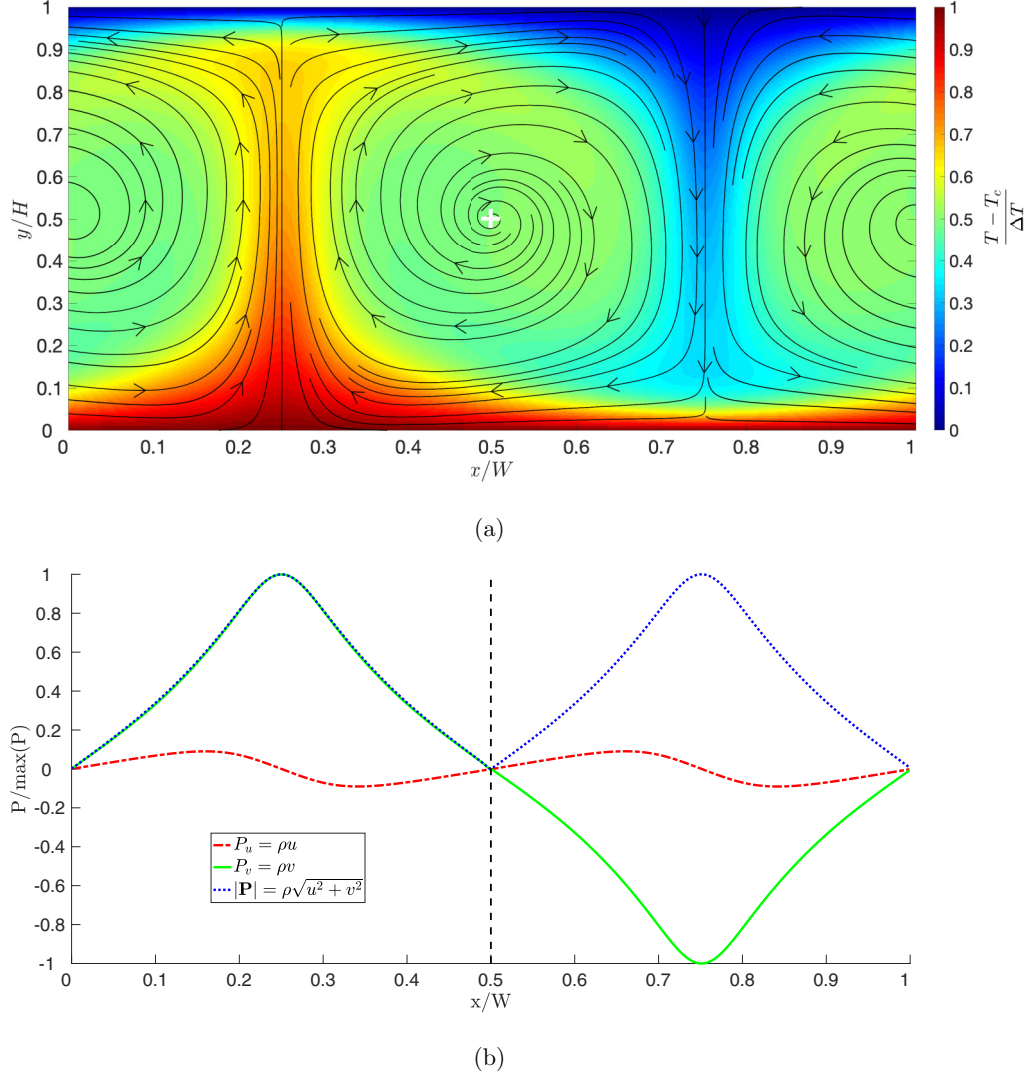 1
0.9
0.8
0.7
0.6
0.5
0.4
0.3
0.2
0.1
0
y/H
0 0.1 0.2 0.3 0.4 0.5 0.6 0.7 0.8 0.9 1
x/W
1
0.9
0.8
0.7
0.6
0.5
0.4
0.3
0.2
0.1
0
T − T_c
ΔT
(a)
1
0.8
0.6
0.4
0.2
0
-0.2
-0.4
-0.6
-0.8
-1
P/max(P)
P_u = ρu
P_v = ρv
|P| = ρ√(u² + v²)
0 0.1 0.2 0.3 0.4 0.5 0.6 0.7 0.8 0.9 1
x/W
(b)